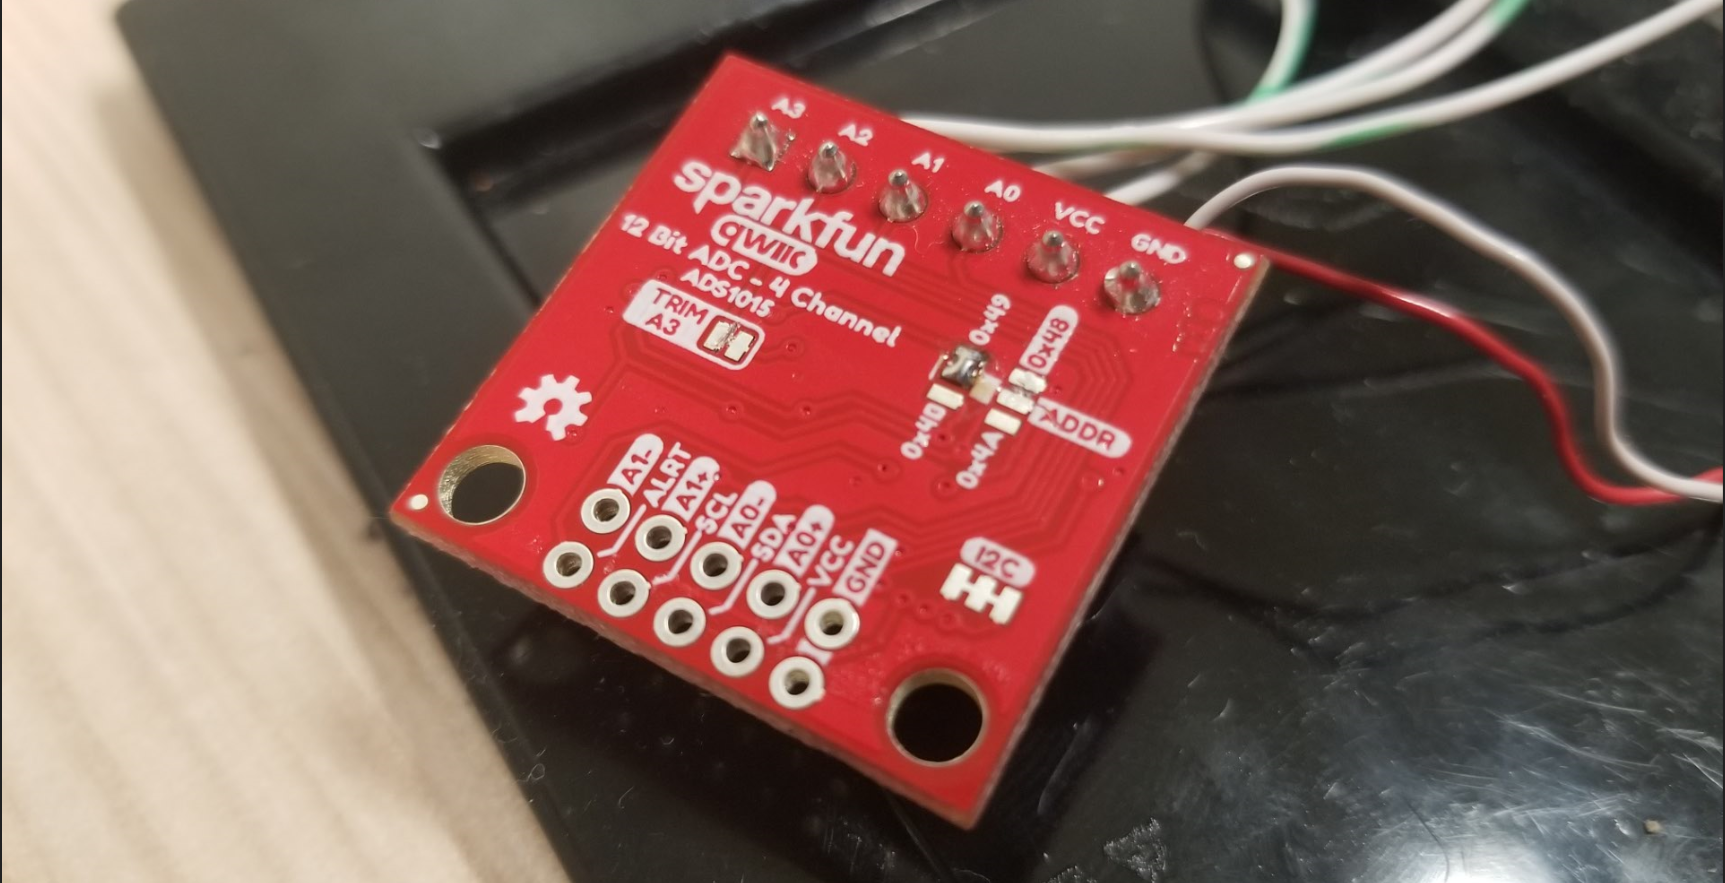 A3
A2
A1
A0
VCC
GND
sparkfun
qwiic
12 Bit ADC - 4 Channel
ADS1015
TRIM
A3
0x49
0x48
ADDR
0x4A
A1-
ALRT
A1+
SCL
A0-
SDA
A0+
VCC
GND
I2C